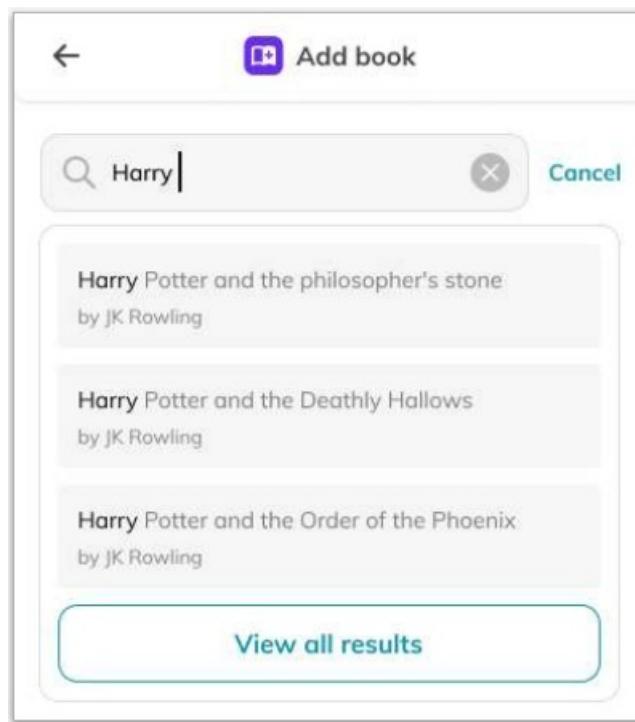 Add book
Harry
Cancel
Harry Potter and the philosopher's stone
by JK Rowling
Harry Potter and the Deathly Hallows
by JK Rowling
Harry Potter and the Order of the Phoenix
by JK Rowling
View all results